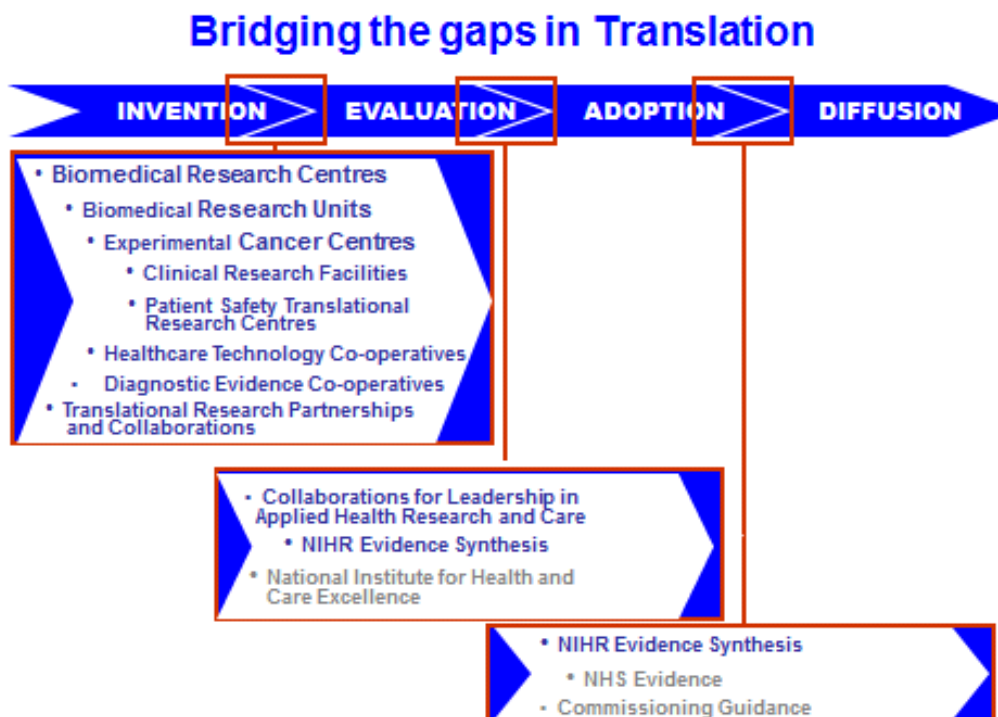 Bridging the gaps in Translation
INVENTION EVALUATION ADOPTION DIFFUSION
• Biomedical Research Centres
• Biomedical Research Units
• Experimental Cancer Centres
• Clinical Research Facilities
• Patient Safety Translational
Research Centres
• Healthcare Technology Co-operatives
• Diagnostic Evidence Co-operatives
• Translational Research Partnerships
and Collaborations
• Collaborations for Leadership in
Applied Health Research and Care
• NIHR Evidence Synthesis
• National Institute for Health and
Care Excellence
• NIHR Evidence Synthesis
• NHS Evidence
• Commissioning Guidance